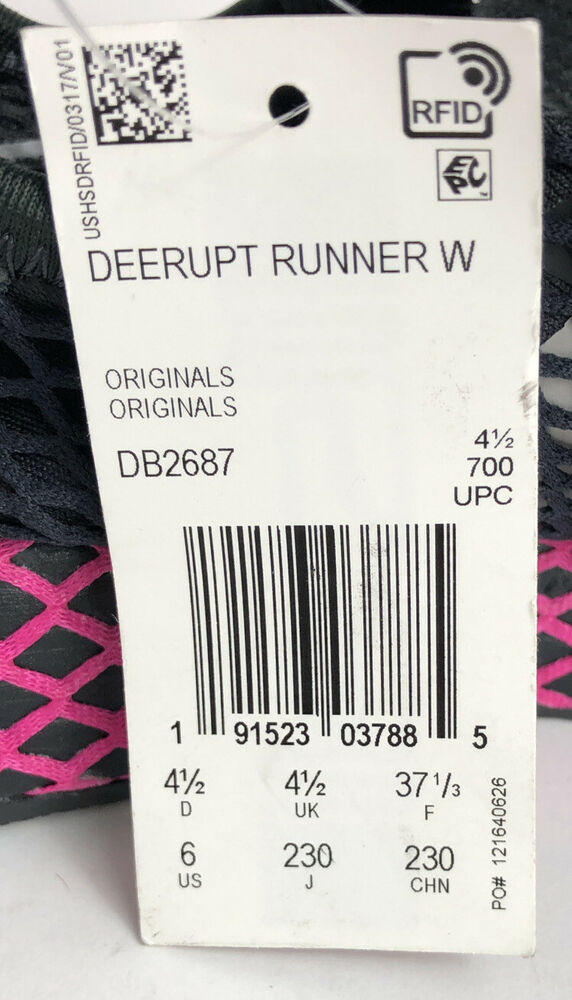 USHSDRFID/0317/V01
RFID
EPC
DEERUPT RUNNER W
ORIGINALS
ORIGINALS
DB2687
4½
700
UPC
1 91523 03788 5
4½ 4½ 37 1/3
D UK F
6 230 230
US J CHN
PO# 121640626